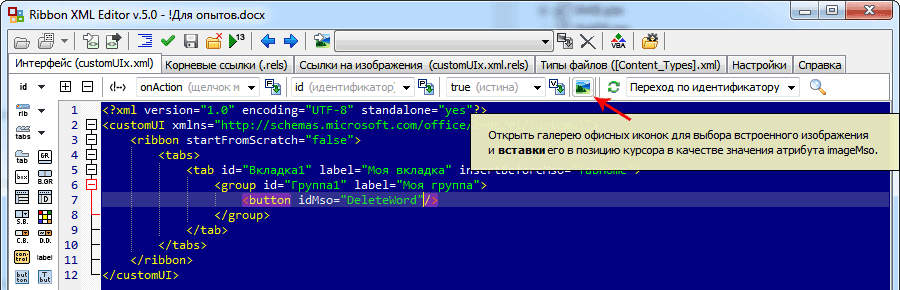 Ribbon XML Editor v.5.0 - !Для опытов.docx
13
VBA
Интерфейс (customUIx.xml) Корневые ссылки (.rels) Ссылки на изображения (customUIx.xml.rels) Типы файлов ([Content_Types].xml) Настройки Справка
id onAction (щелчок м id (идентификатор) true (истина) Переход по идентификатору
rib
tabs
tab GR
box B.GR
S.B.
C.B. D.D.
con-trol label
but ton T but
1 <?xml version="1.0" encoding="UTF-8" standalone="yes"?>
2 <customUI xmlns="http://schemas.microsoft.com/office/
3 <ribbon startFromScratch="false">
4 <tabs>
5 <tab id="Вкладка1" label="Моя вкладка"
6 <group id="Группа1" label="Моя группа">
7 <button idMso="DeleteWord"/>
8 </group>
9 </tab>
10 </tabs>
11 </ribbon>
12 </customUI>
Открыть галерею офисных иконок для выбора встроенного изображения
и вставки его в позицию курсора в качестве значения атрибута imageMso.